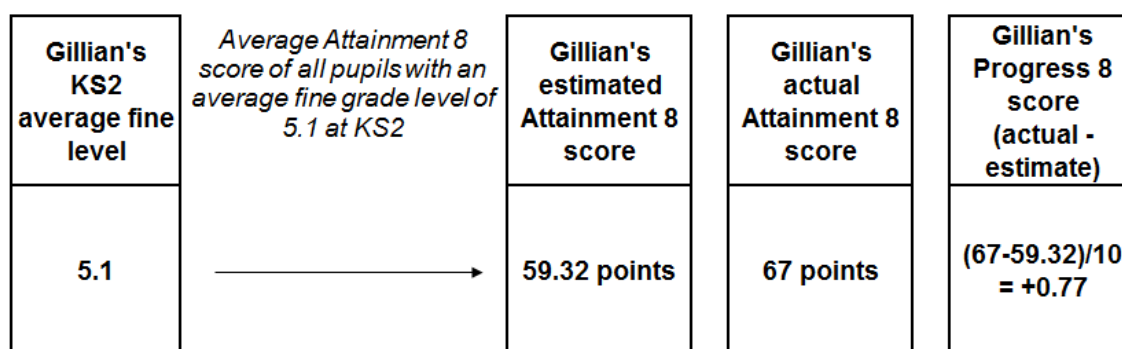 Gillian's
KS2
average fine
level
Average Attainment 8
score of all pupils with an
average fine grade level of
5.1 at KS2
Gillian's
estimated
Attainment 8
score
Gillian's
actual
Attainment 8
score
Gillian's
Progress 8
score
(actual -
estimate)
5.1
59.32 points
67 points
(67-59.32)/10
= +0.77